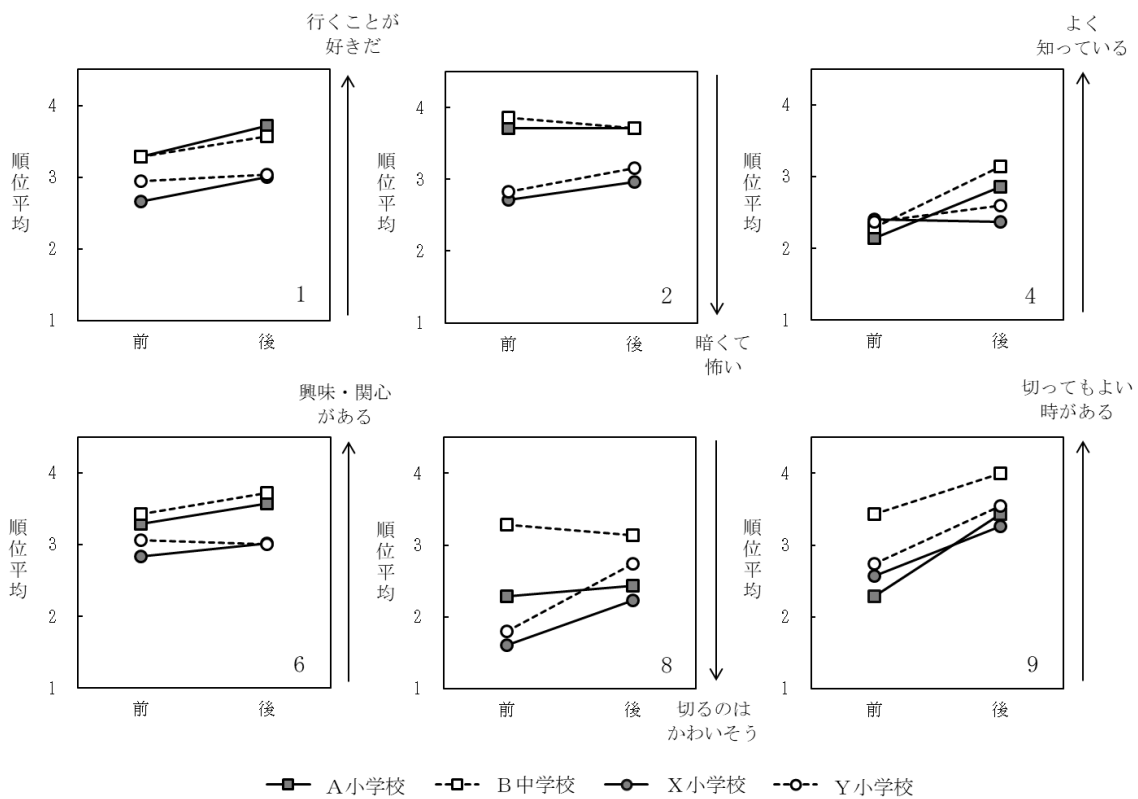 行くことが
好きだ
4
3
2
1
順位平均
前
後
1
4
3
2
1
順位平均
前
後
2
暗くて
怖い
よく
知っている
4
3
2
1
順位平均
前
後
4
興味・関心
がある
4
3
2
1
順位平均
前
後
6
4
3
2
1
順位平均
前
後
8
切るのは
かわいそう
切ってもよい
時がある
4
3
2
1
順位平均
前
後
9
A小学校 B中学校 X小学校 Y小学校